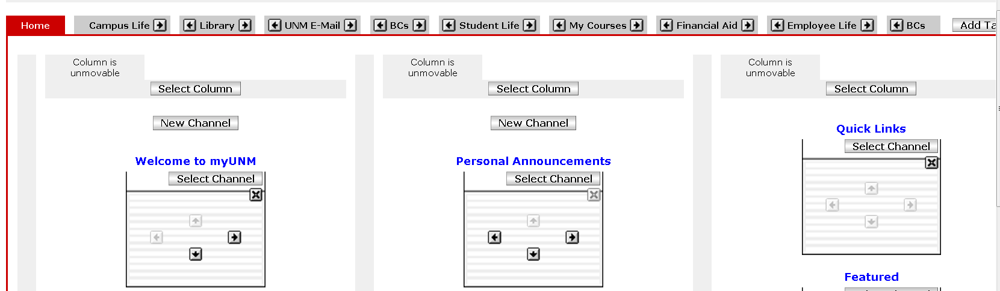 Home Campus Life Library UNM E-Mail BCs Student Life My Courses Financial Aid Employee Life BCs Add Ta
Column is
unmovable
Select Column
New Channel
Welcome to myUNM
Select Channel
Column is
unmovable
Select Column
New Channel
Personal Announcements
Select Channel
Column is
unmovable
Select Column
Quick Links
Select Channel
Featured